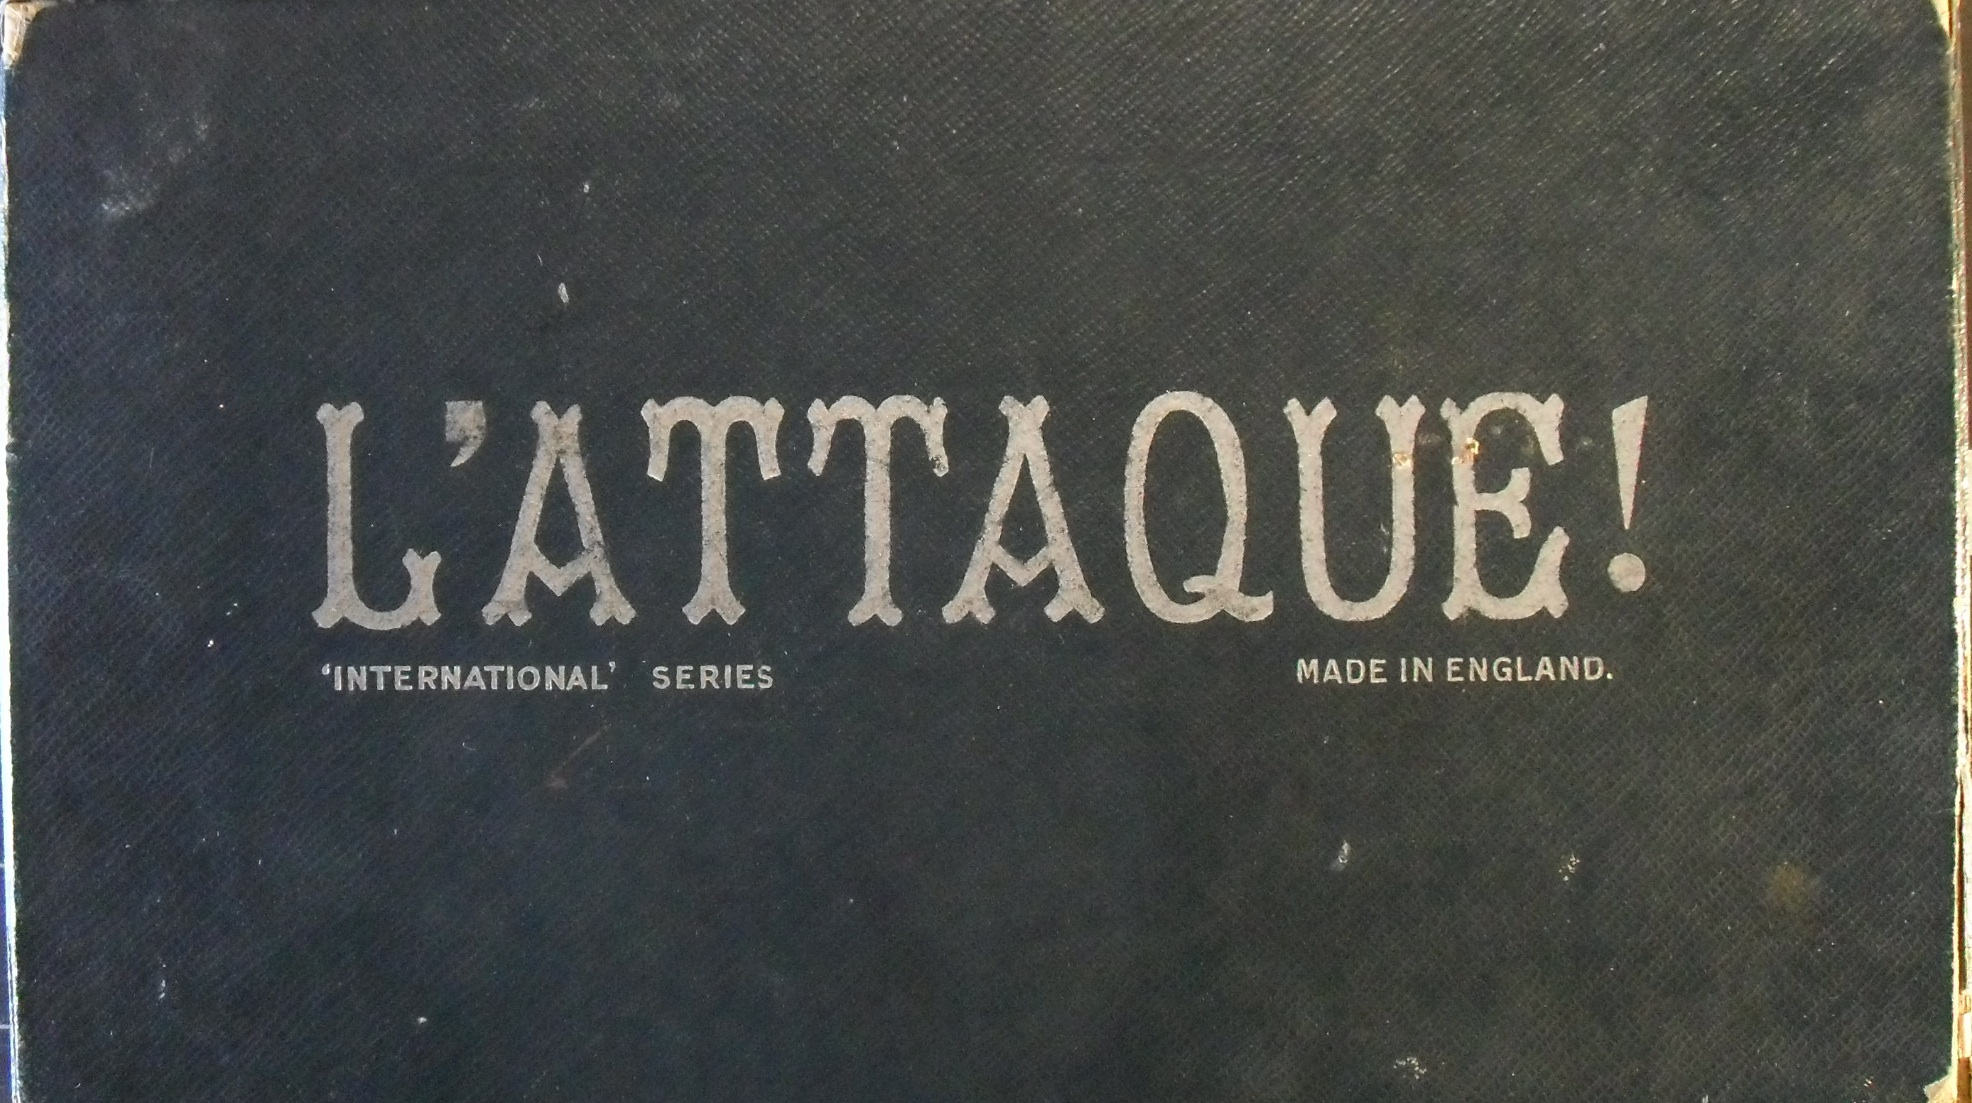 L'ATTAQUE!
'INTERNATIONAL' SERIES
MADE IN ENGLAND.